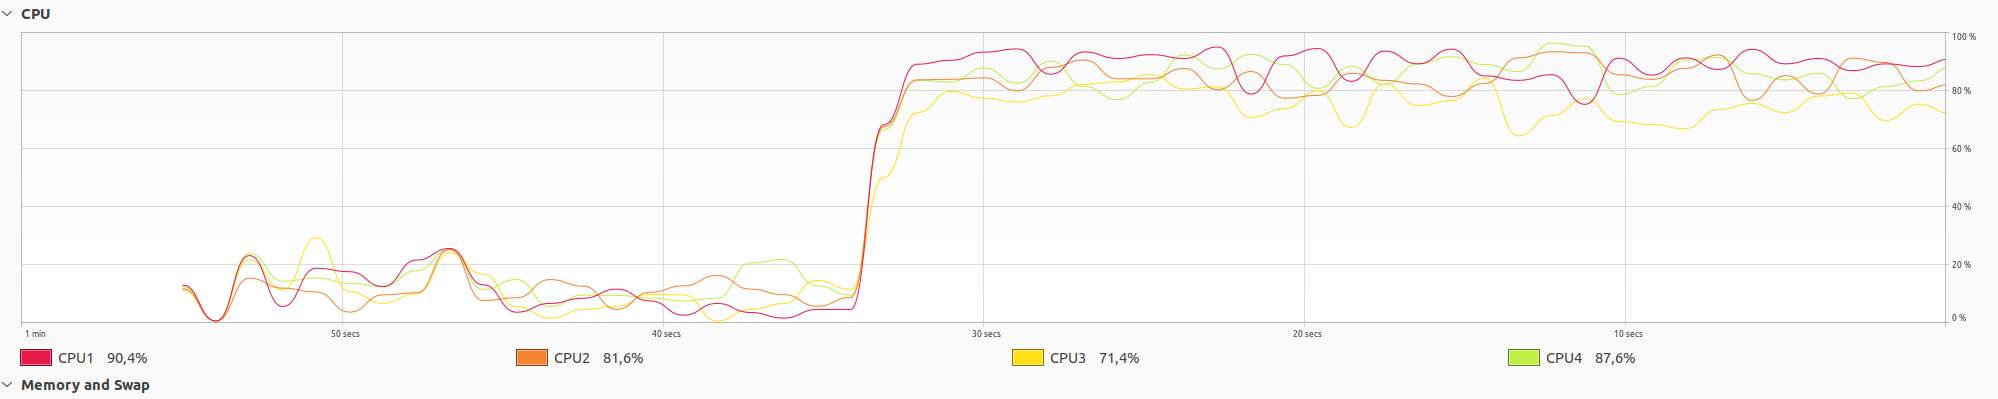 CPU
100 %
80 %
60 %
40 %
20 %
0 %
1 min 50 secs 40 secs 30 secs 20 secs 10 secs
CPU1 90,4% CPU2 81,6% CPU3 71,4% CPU4 87,6%
Memory and Swap